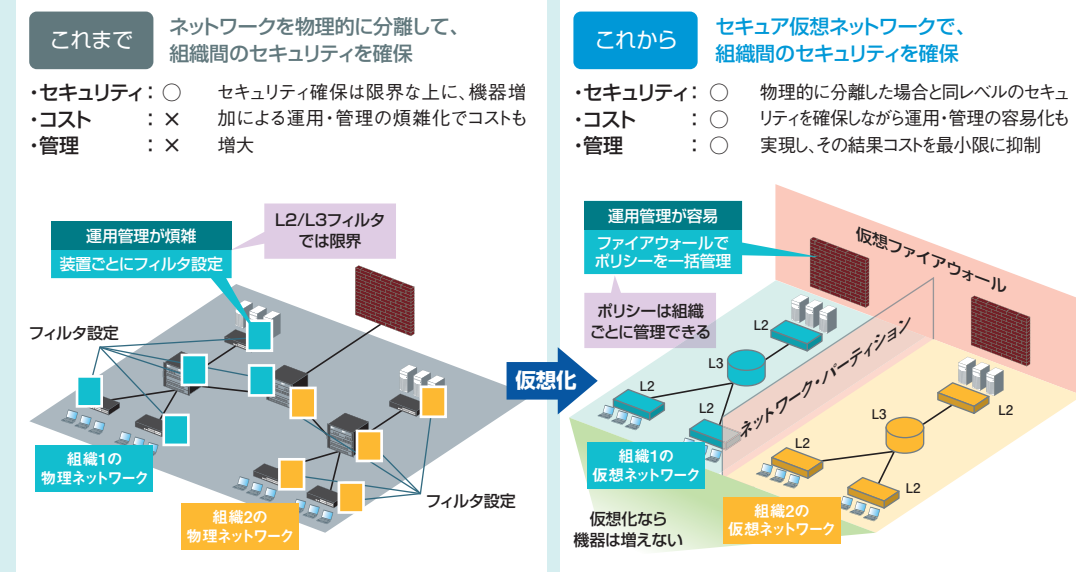 これまで
ネットワークを物理的に分離して、
組織間のセキュリティを確保
・セキュリティ：○
・コスト　　：×
・管理　　　：×
セキュリティ確保は限界な上に、機器増
加による運用・管理の煩雑化でコストも
増大
運用管理が煩雑
装置ごとにフィルタ設定
L2/L3フィルタ
では限界
フィルタ設定
組織1の
物理ネットワーク
組織2の
物理ネットワーク
フィルタ設定
仮想化
これから
セキュア仮想ネットワークで、
組織間のセキュリティを確保
・セキュリティ：○
・コスト　　：○
・管理　　　：○
物理的に分離した場合と同レベルのセキュ
リティを確保しながら運用・管理の容易化も
実現し、その結果コストを最小限に抑制
運用管理が容易
ファイアウォールで
ポリシーを一括管理
ポリシーは組織
ごとに管理できる
仮想ファイアウォール
ネットワーク・パーティション
L2
L3
L2
L2
組織1の
仮想ネットワーク
L2
L3
L2
L2
組織2の
仮想ネットワーク
仮想化なら
機器は増えない